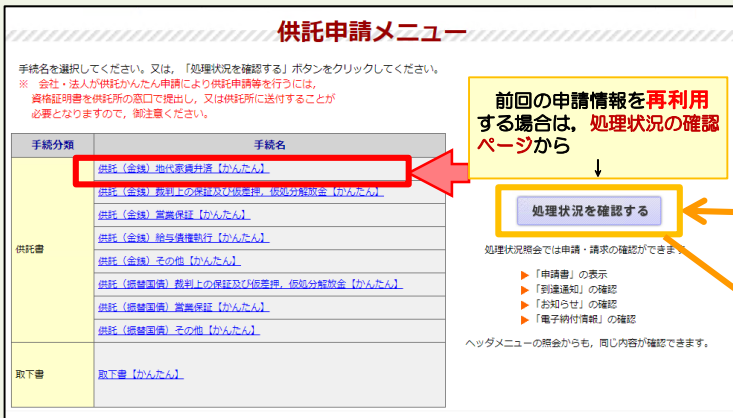 供託申請メニュー
手続名を選択してください。又は，「処理状況を確認する」ボタンをクリックしてください。
※　会社・法人が供託かんたん申請により供託申請等を行うには，
資格証明書を供託所の窓口で提出し，又は供託所に送付することが
必要となりますので，御注意ください。
手続分類
手続名
供託書
供託（金銭）地代家賃弁済【かんたん】
供託（金銭）裁判上の保証及び仮差押，仮処分解放金【かんたん】
供託（金銭）営業保証【かんたん】
供託（金銭）給与債権執行【かんたん】
供託（金銭）その他【かんたん】
供託（振替国債）裁判上の保証及び仮差押，仮処分解放金【かんたん】
供託（振替国債）営業保証【かんたん】
供託（振替国債）その他【かんたん】
取下書
取下書【かんたん】
前回の申請情報を再利用
する場合は，処理状況の確認
ページから
↓
処理状況を確認する
処理状況照会では申請・請求の確認ができます。
▶「申請書」の表示
▶「到達通知」の確認
▶「お知らせ」の確認
▶「電子納付情報」の確認
ヘッダメニューの照会からも，同じ内容が確認できます。